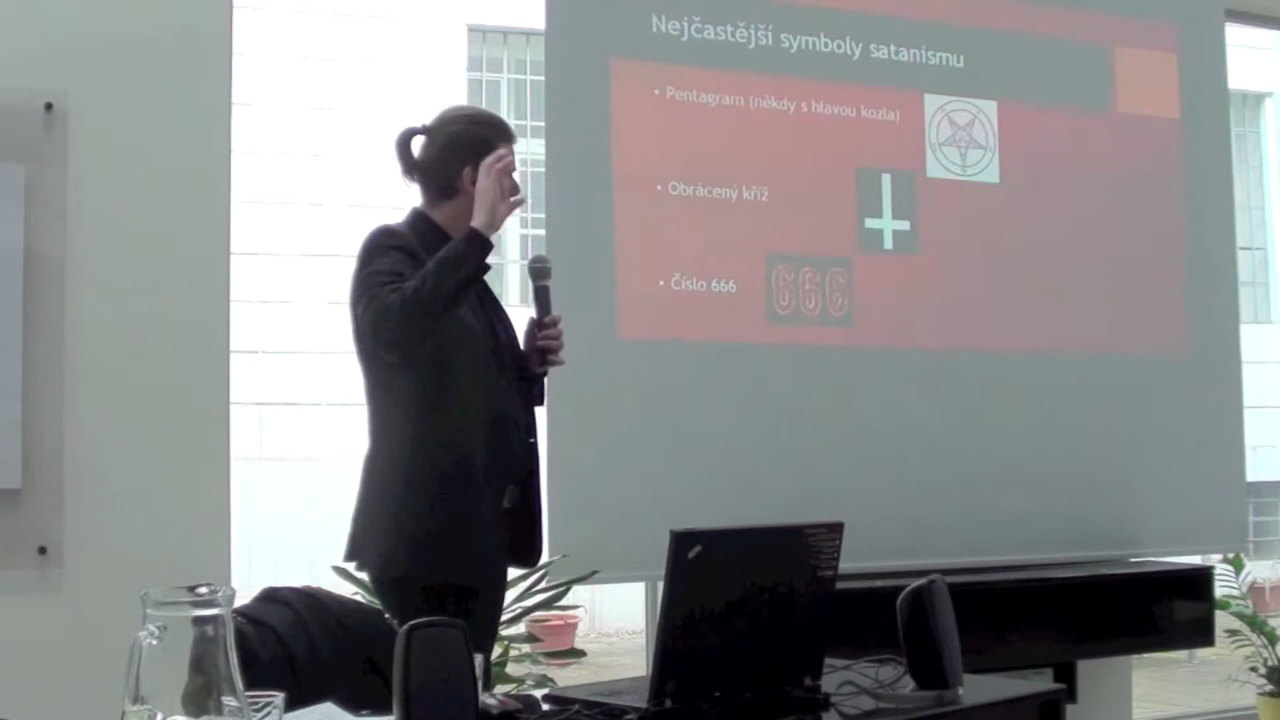 Nejčastější symboly satanismu
• Pentagram (někdy s hlavou kozla)
• Obrácený kříž
• Číslo 666
666